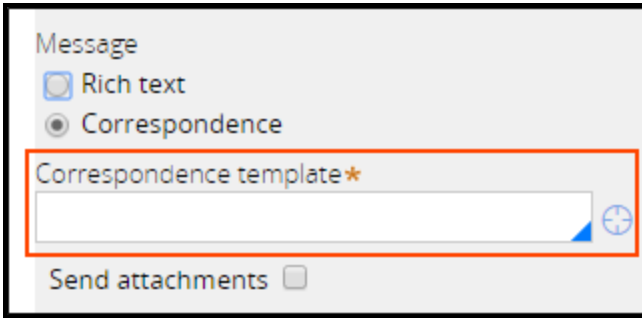 Message
Rich text
Correspondence
Correspondence template*
Send attachments